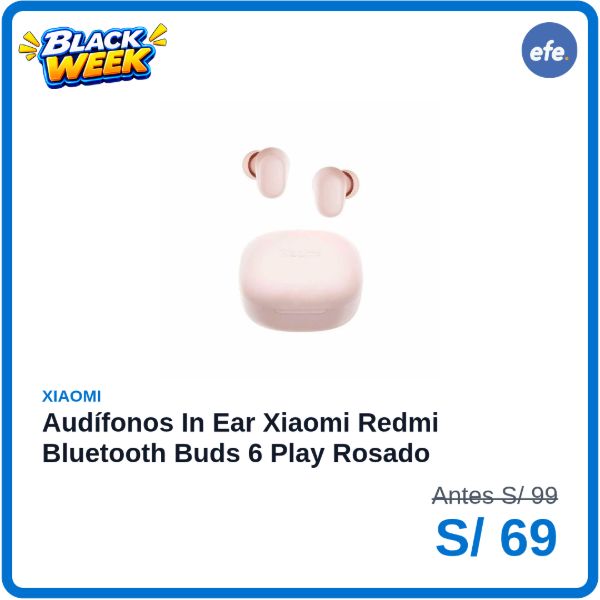 BLACK
WEEK
efe.
XIAOMI
Audífonos In Ear Xiaomi Redmi
Bluetooth Buds 6 Play Rosado
Antes S/ 99
S/ 69